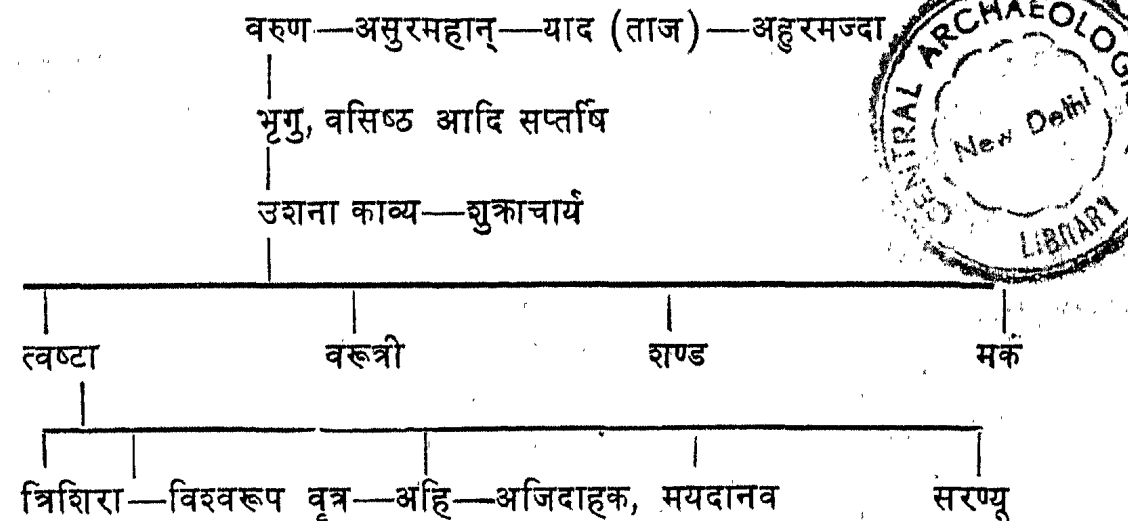 वरुण—असुरमहान्—याद (ताज)—अहुरमज्दा
भृगु, वसिष्ठ आदि सप्तर्षि
उशना काव्य—शुक्राचार्य
त्वष्टा वरूत्री शण्ड मर्क
त्रिशिरा—विश्वरूप वृत्र—अहि—अजिदाहक, मयदानव सरण्यू
CENTRAL ARCHAEOLOGI
New Delhi
LIBRARY